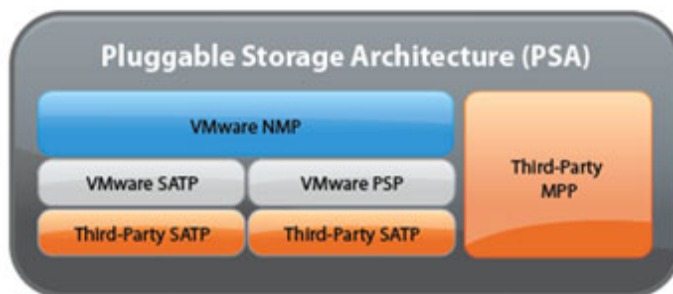 Pluggable Storage Architecture (PSA)
VMware NMP
VMware SATP
VMware PSP
Third-Party SATP
Third-Party SATP
Third-Party
MPP